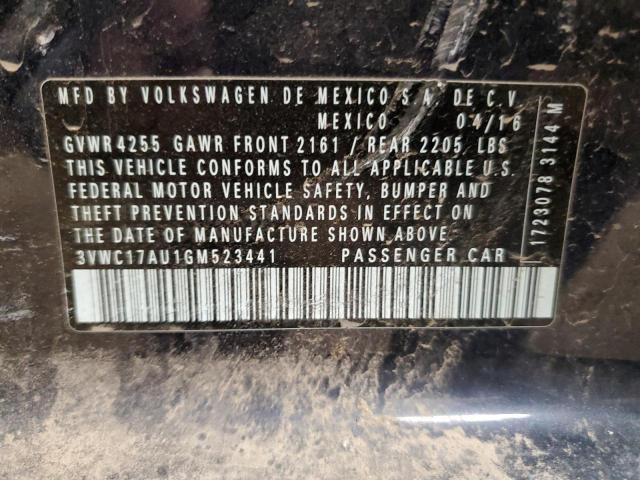 MFD BY VOLKSWAGEN DE MEXICO S.A. DE C.V.
MEXICO 04/16
GVWR 4255 GAWR FRONT 2161 / REAR 2205 LBS
THIS VEHICLE CONFORMS TO ALL APPLICABLE U.S.
FEDERAL MOTOR VEHICLE SAFETY, BUMPER AND
THEFT PREVENTION STANDARDS IN EFFECT ON
THE DATE OF MANUFACTURE SHOWN ABOVE.
3VWC17AU1GM523441 PASSENGER CAR
1723078 3144 M